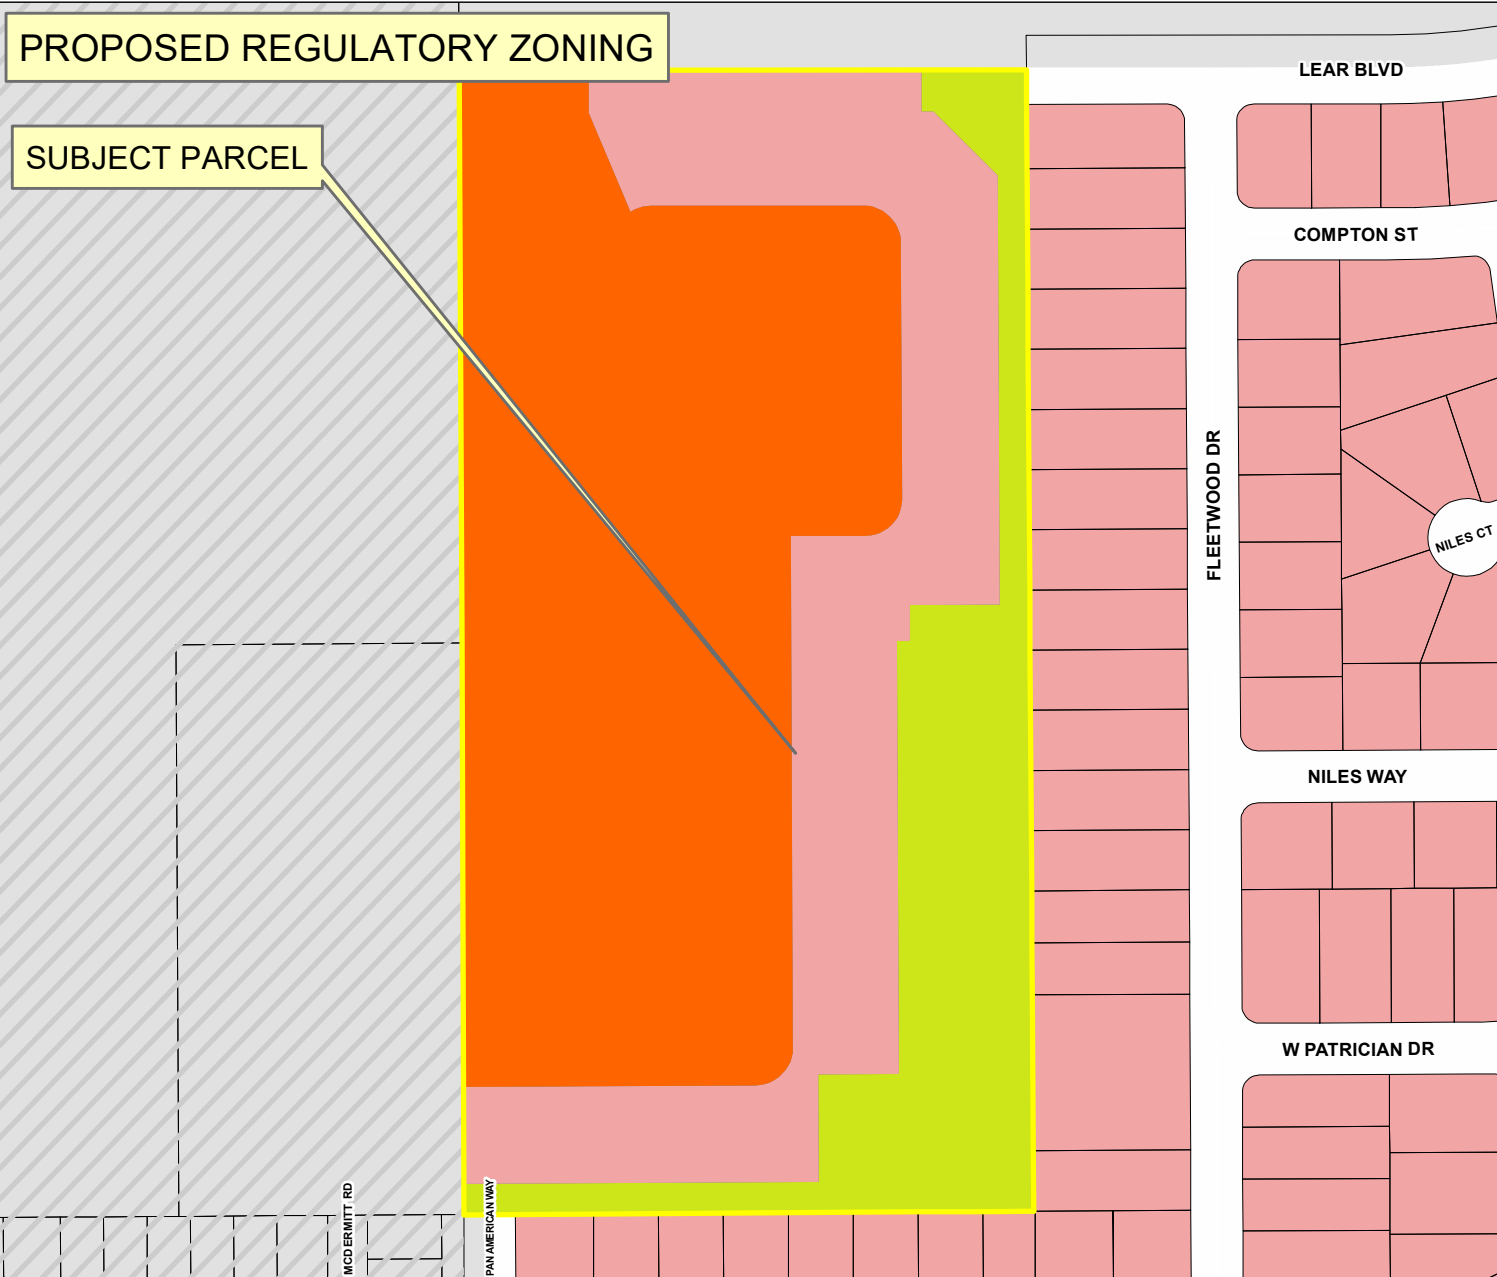 PROPOSED REGULATORY ZONING
LEAR BLVD
SUBJECT PARCEL
COMPTON ST
FLEETWOOD DR
NILES CT
NILES WAY
W PATRICIAN DR
MCDERMITT RD
PAN AMERICAN WAY